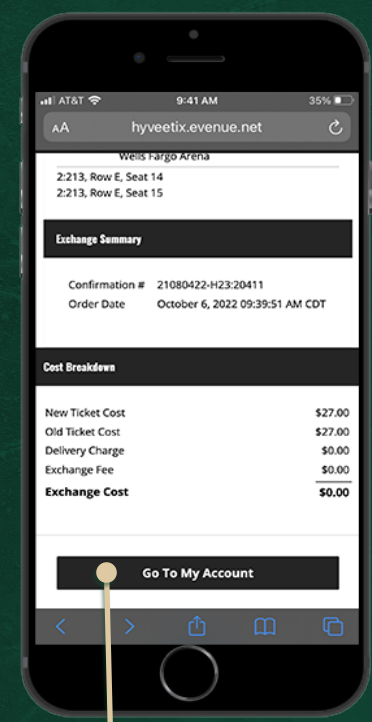 AT&T 9:41 AM 35%
AA hyveetix.evenue.net
Wells Fargo Arena
2:213, Row E, Seat 14
2:213, Row E, Seat 15
Exchange Summary
Confirmation # 21080422-H23:20411
Order Date October 6, 2022 09:39:51 AM CDT
Cost Breakdown
New Ticket Cost $27.00
Old Ticket Cost $27.00
Delivery Charge $0.00
Exchange Fee $0.00
Exchange Cost $0.00
Go To My Account